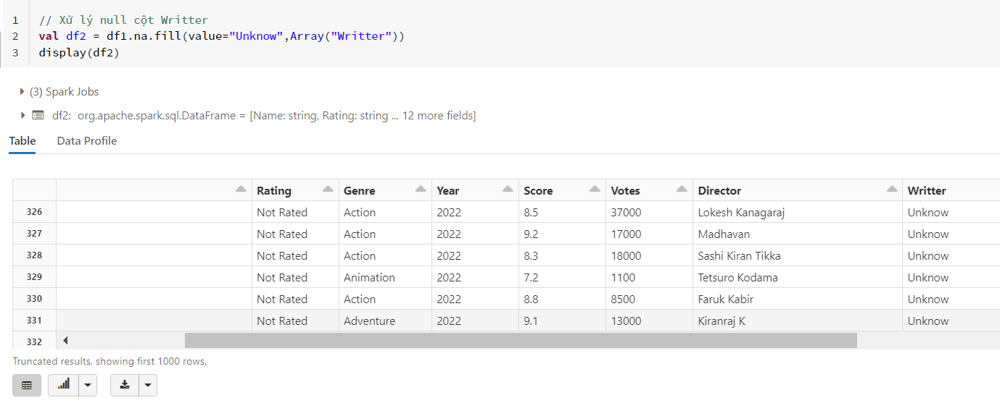 1 // Xử lý null cột Writter
2 val df2 = df1.na.fill(value="Unknow",Array("Writter"))
3 display(df2)
(3) Spark Jobs
df2: org.apache.spark.sql.DataFrame = [Name: string, Rating: string ... 12 more fields]
Table Data Profile
Rating Genre Year Score Votes Director Writter
326 Not Rated Action 2022 8.5 37000 Lokesh Kanagaraj Unknow
327 Not Rated Action 2022 9.2 17000 Madhavan Unknow
328 Not Rated Action 2022 8.3 18000 Sashi Kiran Tikka Unknow
329 Not Rated Animation 2022 7.2 1100 Tetsuro Kodama Unknow
330 Not Rated Action 2022 8.8 8500 Faruk Kabir Unknow
331 Not Rated Adventure 2022 9.1 13000 Kiranraj K Unknow
332
Truncated results, showing first 1000 rows.